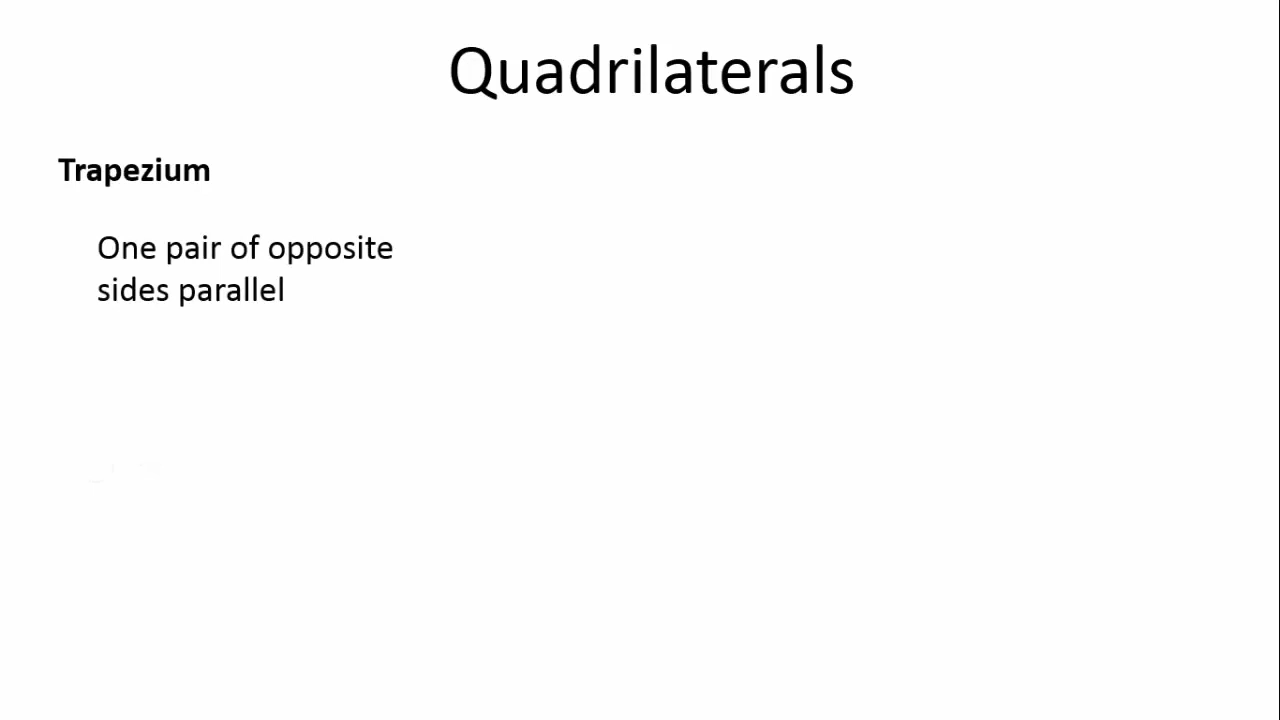 Quadrilaterals
Trapezium
One pair of opposite
sides parallel